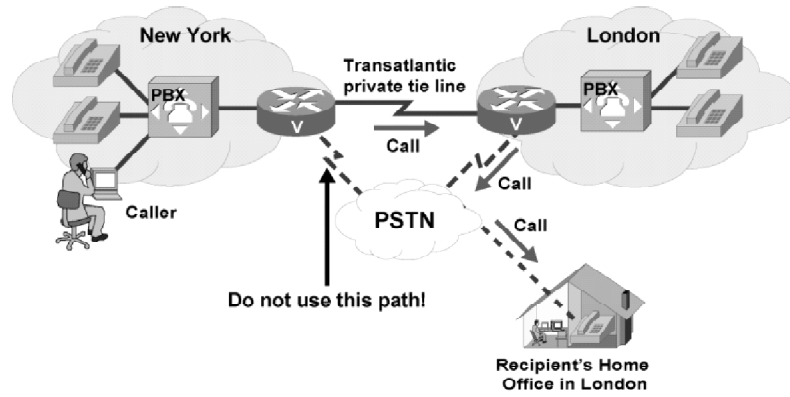 New York
London
Transatlantic
private tie line
PBX
PBX
V
V
Call
Caller
Call
PSTN
Call
Do not use this path!
Recipient's Home
Office in London